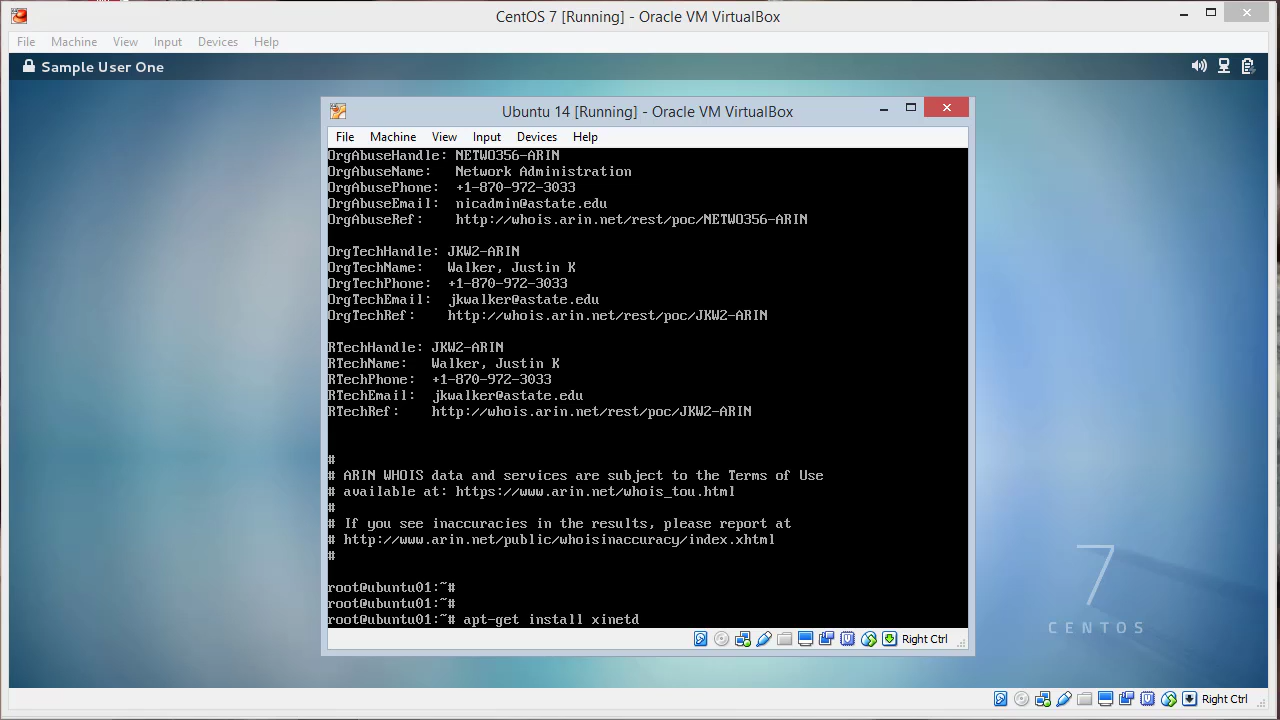 CentOS 7 [Running] - Oracle VM VirtualBox
File Machine View Input Devices Help
Sample User One
Ubuntu 14 [Running] - Oracle VM VirtualBox
File Machine View Input Devices Help
OrgAbuseHandle: NETWO356-ARIN
OrgAbuseName: Network Administration
OrgAbusePhone: +1-870-972-3033
OrgAbuseEmail: nicadmin@astate.edu
OrgAbuseRef: http://whois.arin.net/rest/poc/NETWO356-ARIN
OrgTechHandle: JKW2-ARIN
OrgTechName: Walker, Justin K
OrgTechPhone: +1-870-972-3033
OrgTechEmail: jkwalker@astate.edu
OrgTechRef: http://whois.arin.net/rest/poc/JKW2-ARIN
RTechHandle: JKW2-ARIN
RTechName: Walker, Justin K
RTechPhone: +1-870-972-3033
RTechEmail: jkwalker@astate.edu
RTechRef: http://whois.arin.net/rest/poc/JKW2-ARIN
#
# ARIN WHOIS data and services are subject to the Terms of Use
# available at: https://www.arin.net/whois_tou.html
#
# If you see inaccuracies in the results, please report at
# http://www.arin.net/public/whoisinaccuracy/index.xhtml
#
root@ubuntu01:~#
root@ubuntu01:~#
root@ubuntu01:~# apt-get install xinetd
Right Ctrl
7
CENTOS
Right Ctrl